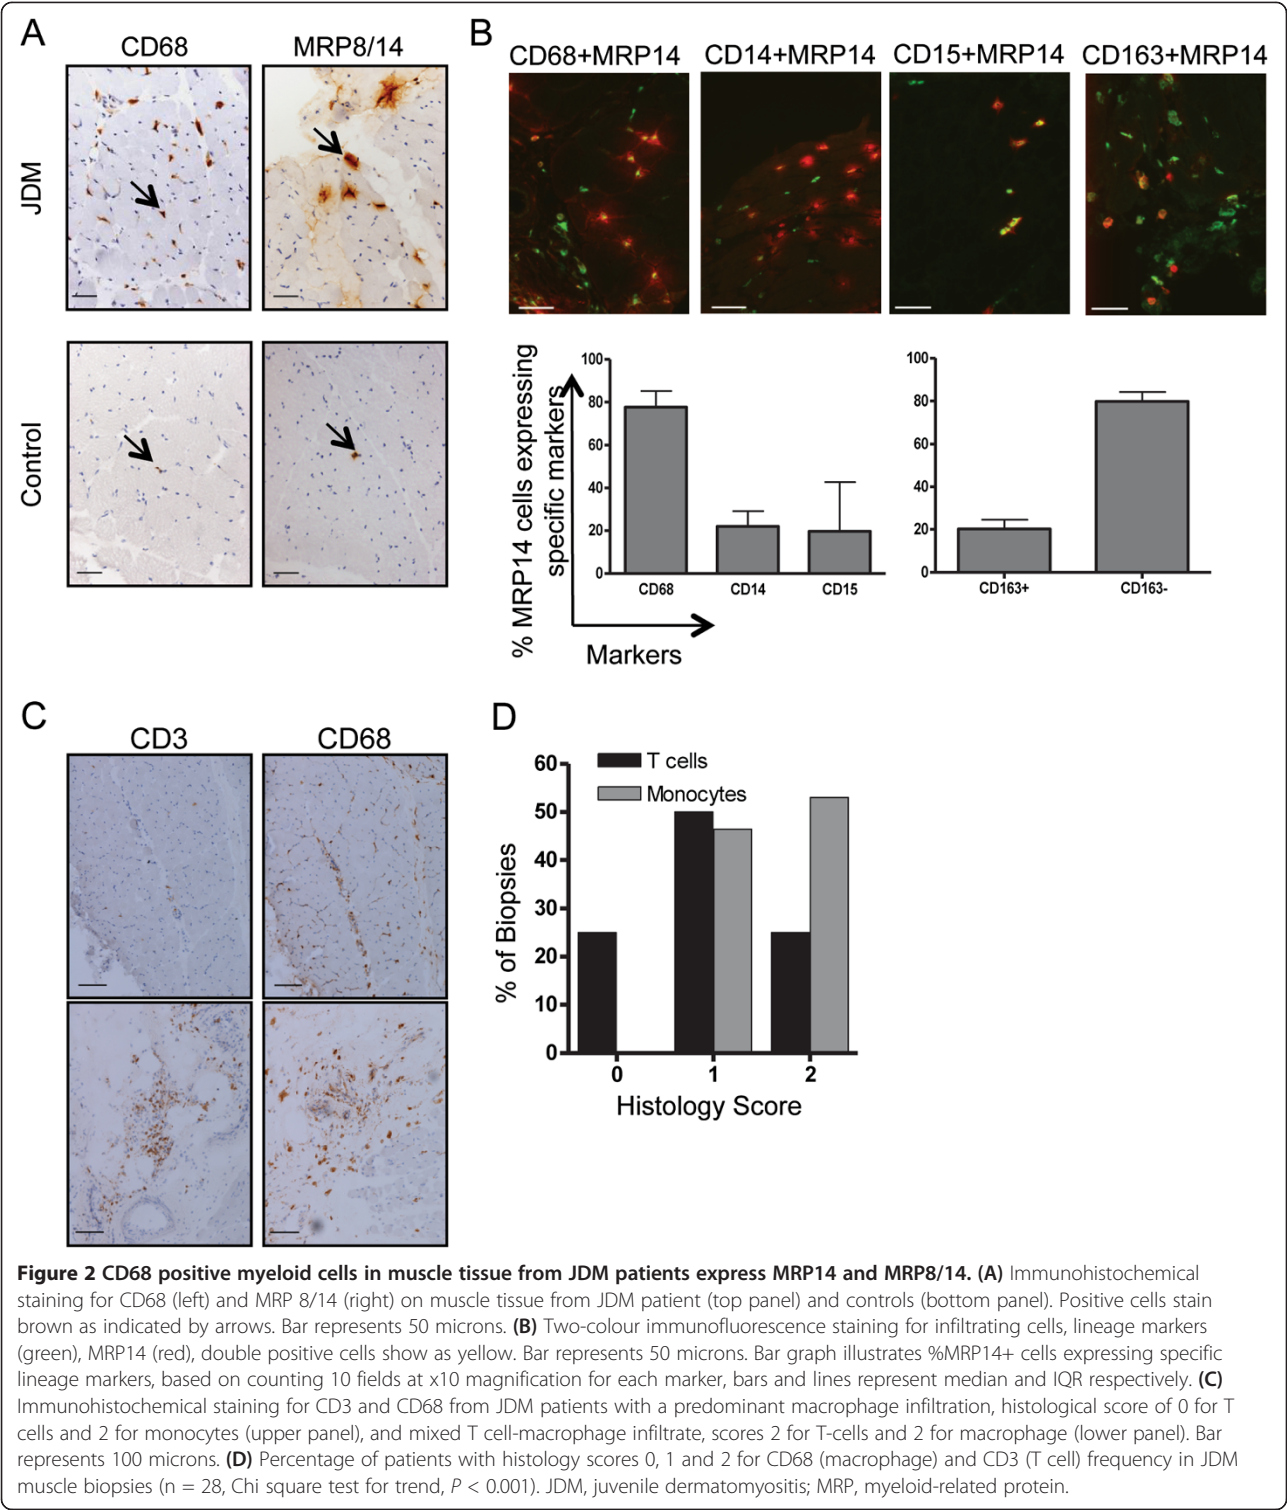 A
CD68
MRP8/14
JDM
Control
B
CD68+MRP14
CD14+MRP14
CD15+MRP14
CD163+MRP14
% MRP14 cells expressing
specific markers
100
80
60
40
20
0
CD68
CD14
CD15
Markers
100
80
60
40
20
0
CD163+
CD163-
C
CD3
CD68
D
T cells
Monocytes
% of Biopsies
60
50
40
30
20
10
0
0
1
2
Histology Score
Figure 2 CD68 positive myeloid cells in muscle tissue from JDM patients express MRP14 and MRP8/14. (A) Immunohistochemical
staining for CD68 (left) and MRP 8/14 (right) on muscle tissue from JDM patient (top panel) and controls (bottom panel). Positive cells stain
brown as indicated by arrows. Bar represents 50 microns. (B) Two-colour immunofluorescence staining for infiltrating cells, lineage markers
(green), MRP14 (red), double positive cells show as yellow. Bar represents 50 microns. Bar graph illustrates %MRP14+ cells expressing specific
lineage markers, based on counting 10 fields at x10 magnification for each marker, bars and lines represent median and IQR respectively. (C)
Immunohistochemical staining for CD3 and CD68 from JDM patients with a predominant macrophage infiltration, histological score of 0 for T
cells and 2 for monocytes (upper panel), and mixed T cell-macrophage infiltrate, scores 2 for T-cells and 2 for macrophage (lower panel). Bar
represents 100 microns. (D) Percentage of patients with histology scores 0, 1 and 2 for CD68 (macrophage) and CD3 (T cell) frequency in JDM
muscle biopsies (n = 28, Chi square test for trend, P < 0.001). JDM, juvenile dermatomyositis; MRP, myeloid-related protein.